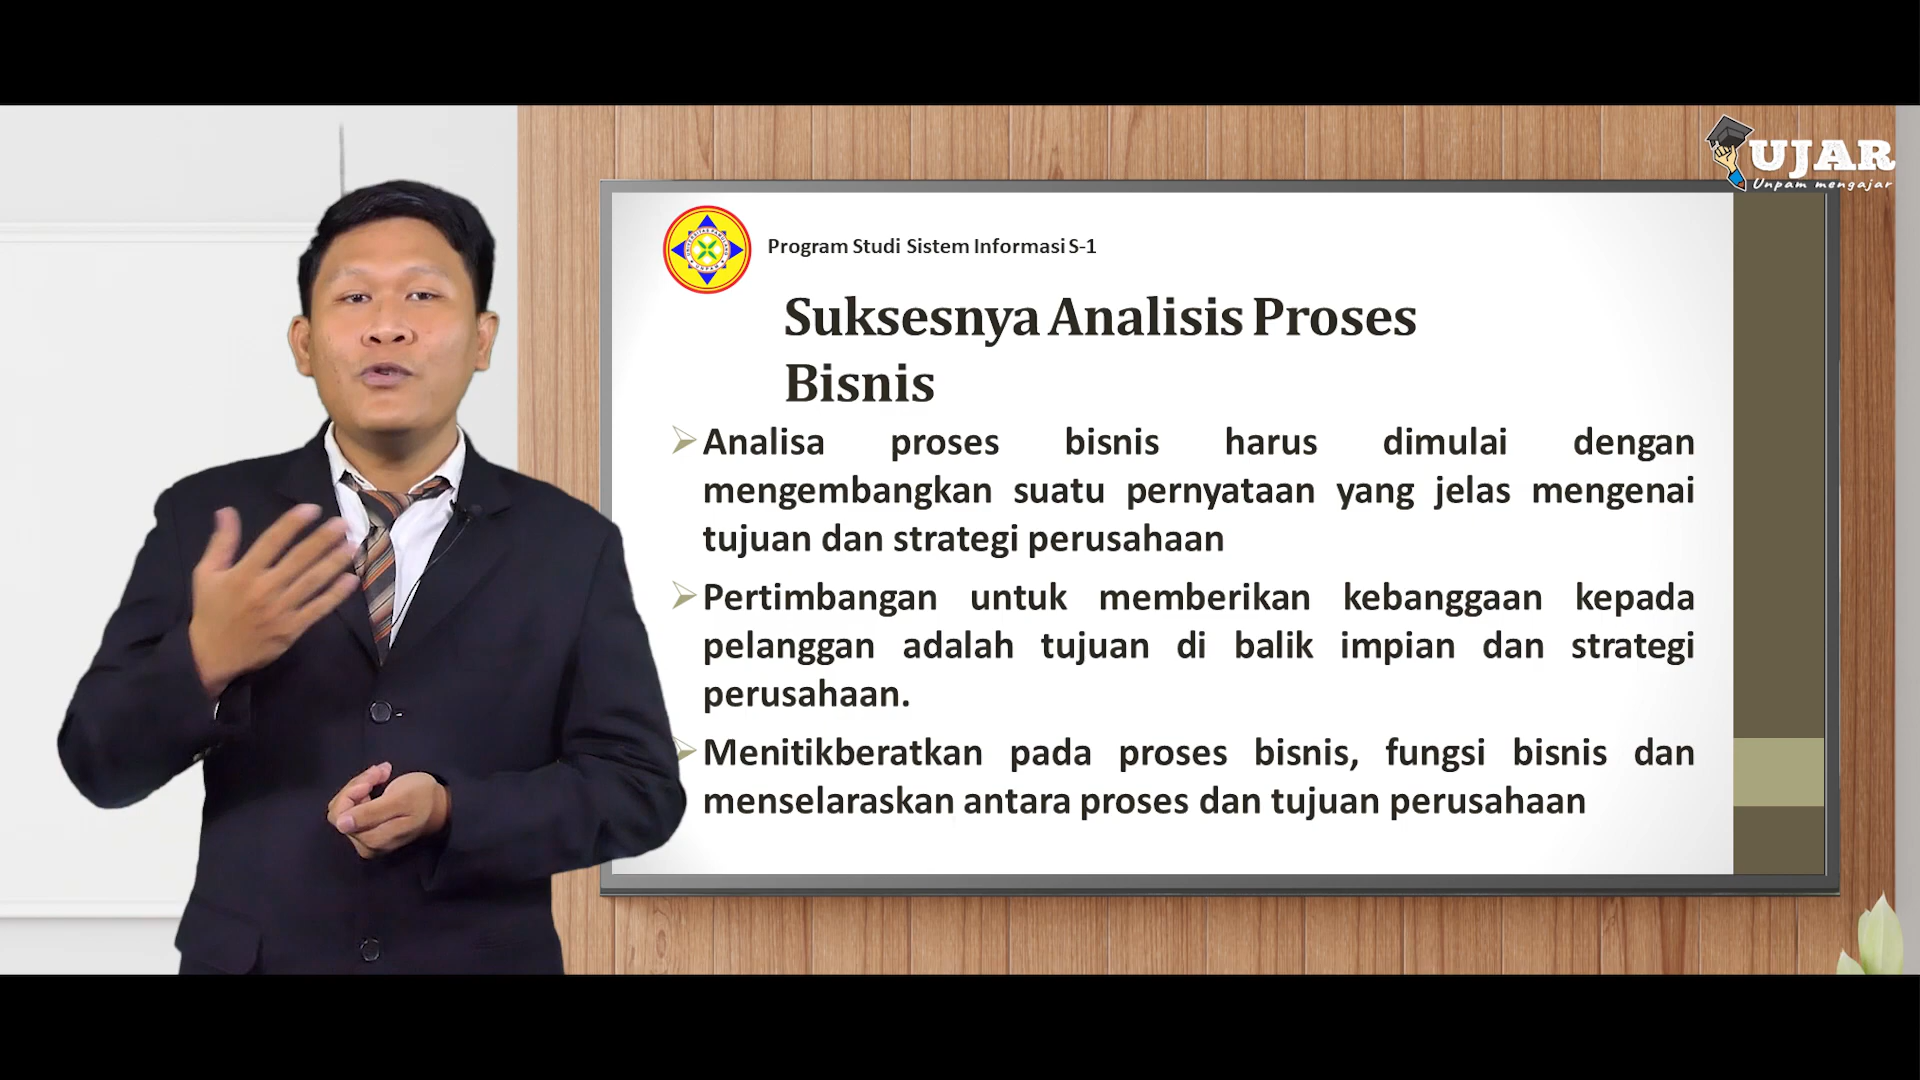 UJAR
Unpam mengajar
Program Studi Sistem Informasi S-1
Suksesnya Analisis Proses
Bisnis
Analisa proses bisnis harus dimulai dengan
mengembangkan suatu pernyataan yang jelas mengenai
tujuan dan strategi perusahaan
Pertimbangan untuk memberikan kebanggaan kepada
pelanggan adalah tujuan di balik impian dan strategi
perusahaan.
Menitikberatkan pada proses bisnis, fungsi bisnis dan
menselaraskan antara proses dan tujuan perusahaan